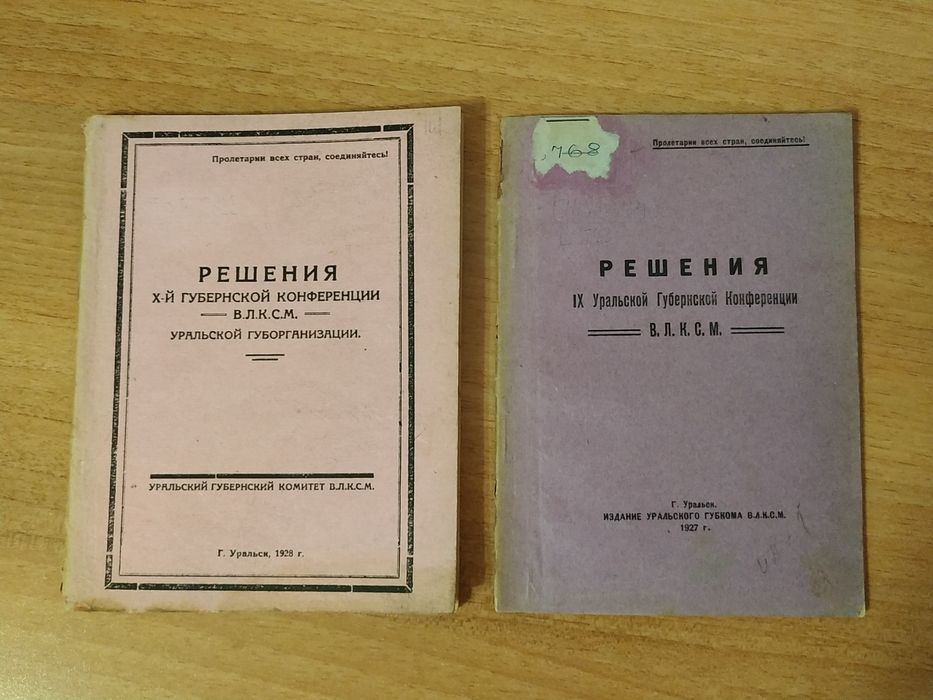 Пролетарии всех стран, соединяйтесь!
РЕШЕНИЯ
X-Й ГУБЕРНСКОЙ КОНФЕРЕНЦИИ
В.Л.К.С.М.
УРАЛЬСКОЙ ГУБОРГАНИЗАЦИИ.
УРАЛЬСКИЙ ГУБЕРНСКИЙ КОМИТЕТ В.Л.К.С.М.
Г. Уральск, 1928 г.
768
Пролетарии всех стран, соединяйтесь!
РЕШЕНИЯ
IX Уральской Губернской Конференции
В. Л. К. С. М.
Г. Уральск.
ИЗДАНИЕ УРАЛЬСКОГО ГУБКОМА В.Л.К.С.М.
1927 г.